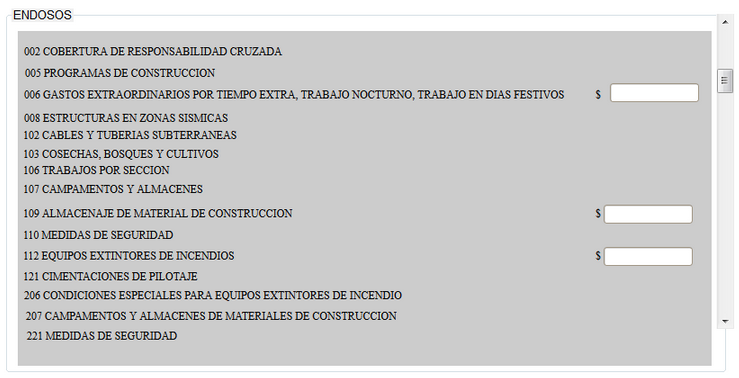 ENDOSOS
002 COBERTURA DE RESPONSABILIDAD CRUZADA
005 PROGRAMAS DE CONSTRUCCION
006 GASTOS EXTRAORDINARIOS POR TIEMPO EXTRA, TRABAJO NOCTURNO, TRABAJO EN DIAS FESTIVOS $
008 ESTRUCTURAS EN ZONAS SISMICAS
102 CABLES Y TUBERIAS SUBTERRANEAS
103 COSECHAS, BOSQUES Y CULTIVOS
106 TRABAJOS POR SECCION
107 CAMPAMENTOS Y ALMACENES
109 ALMACENAJE DE MATERIAL DE CONSTRUCCION $
110 MEDIDAS DE SEGURIDAD
112 EQUIPOS EXTINTORES DE INCENDIOS $
121 CIMENTACIONES DE PILOTAJE
206 CONDICIONES ESPECIALES PARA EQUIPOS EXTINTORES DE INCENDIO
207 CAMPAMENTOS Y ALMACENES DE MATERIALES DE CONSTRUCCION
221 MEDIDAS DE SEGURIDAD